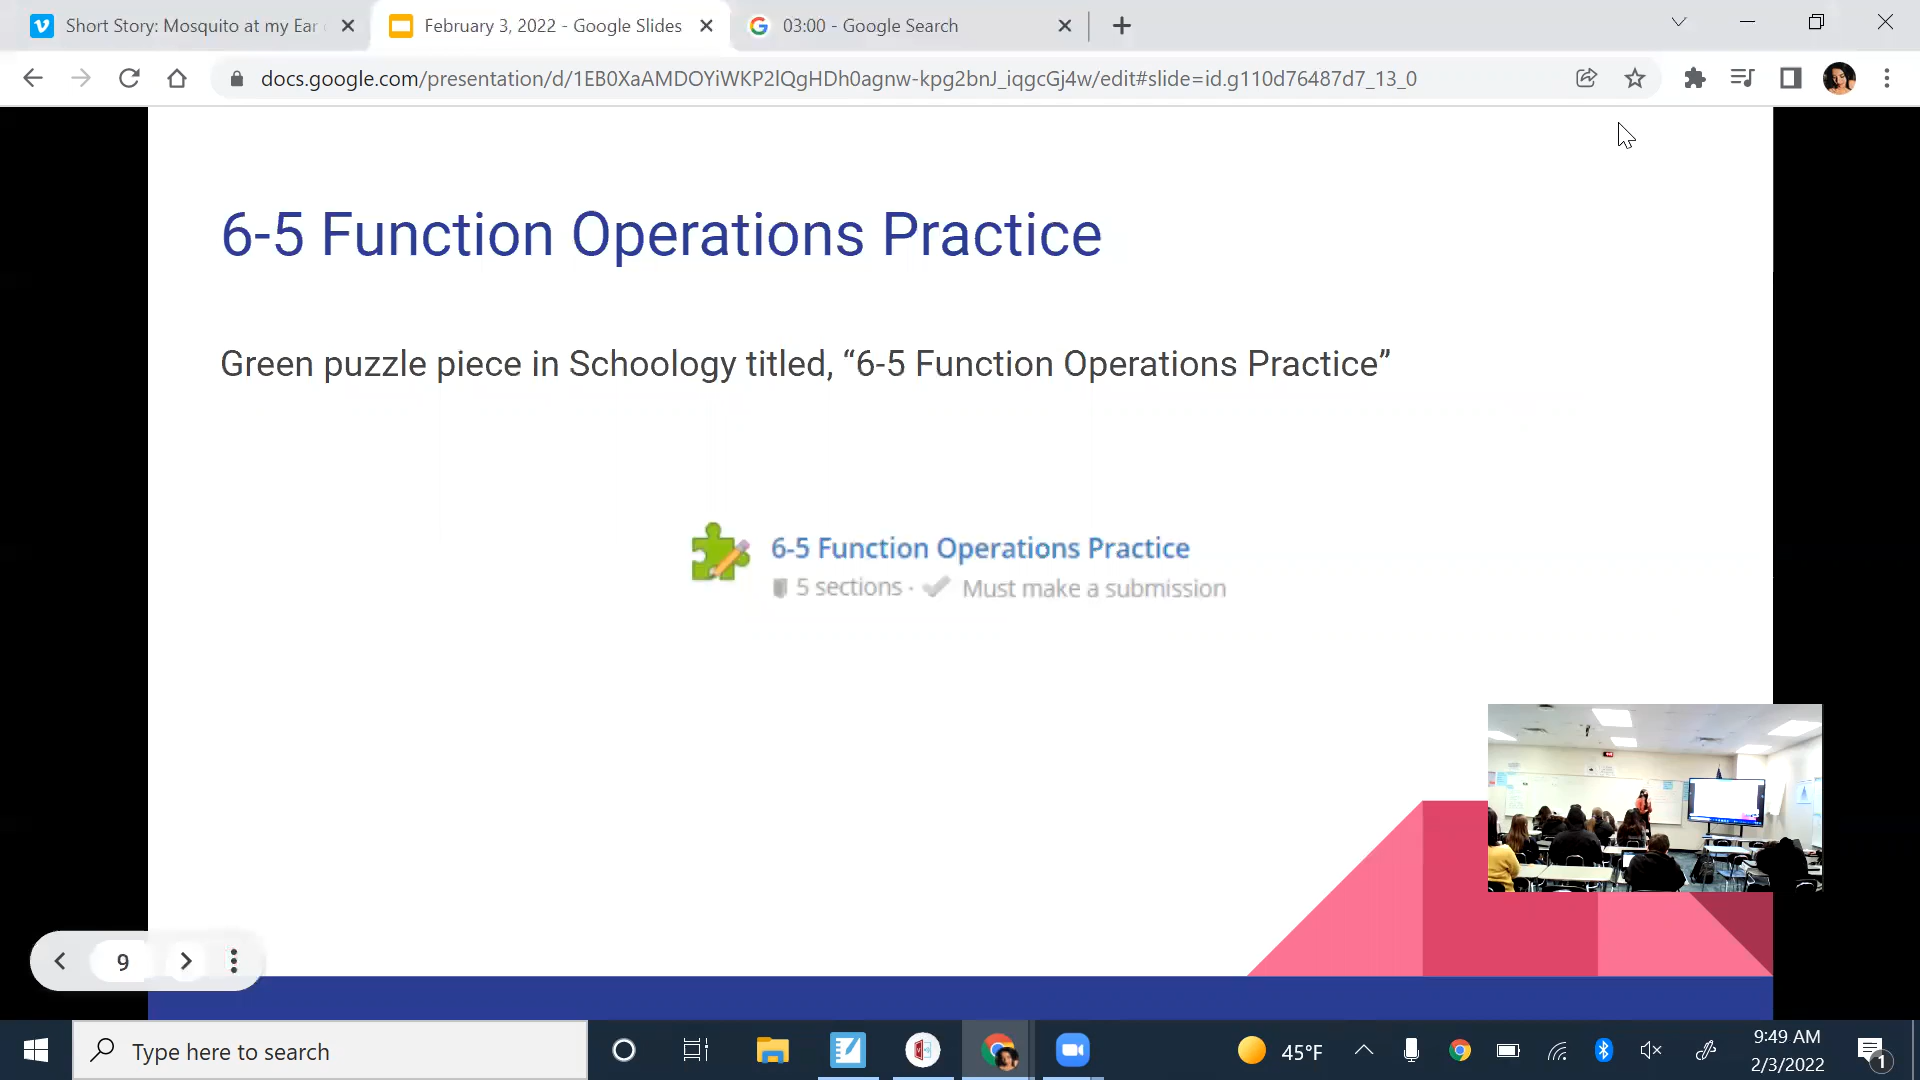 Short Story: Mosquito at my Ear
February 3, 2022 - Google Slides
03:00 - Google Search
docs.google.com/presentation/d/1EB0XaAMDOYiWKP2lQgHDh0agnw-kpg2bnJ_iqgcGj4w/edit#slide=id.g110d76487d7_13_0
6-5 Function Operations Practice
Green puzzle piece in Schoology titled, “6-5 Function Operations Practice”
6-5 Function Operations Practice
5 sections · Must make a submission
9
Type here to search
45°F
9:49 AM
2/3/2022
1